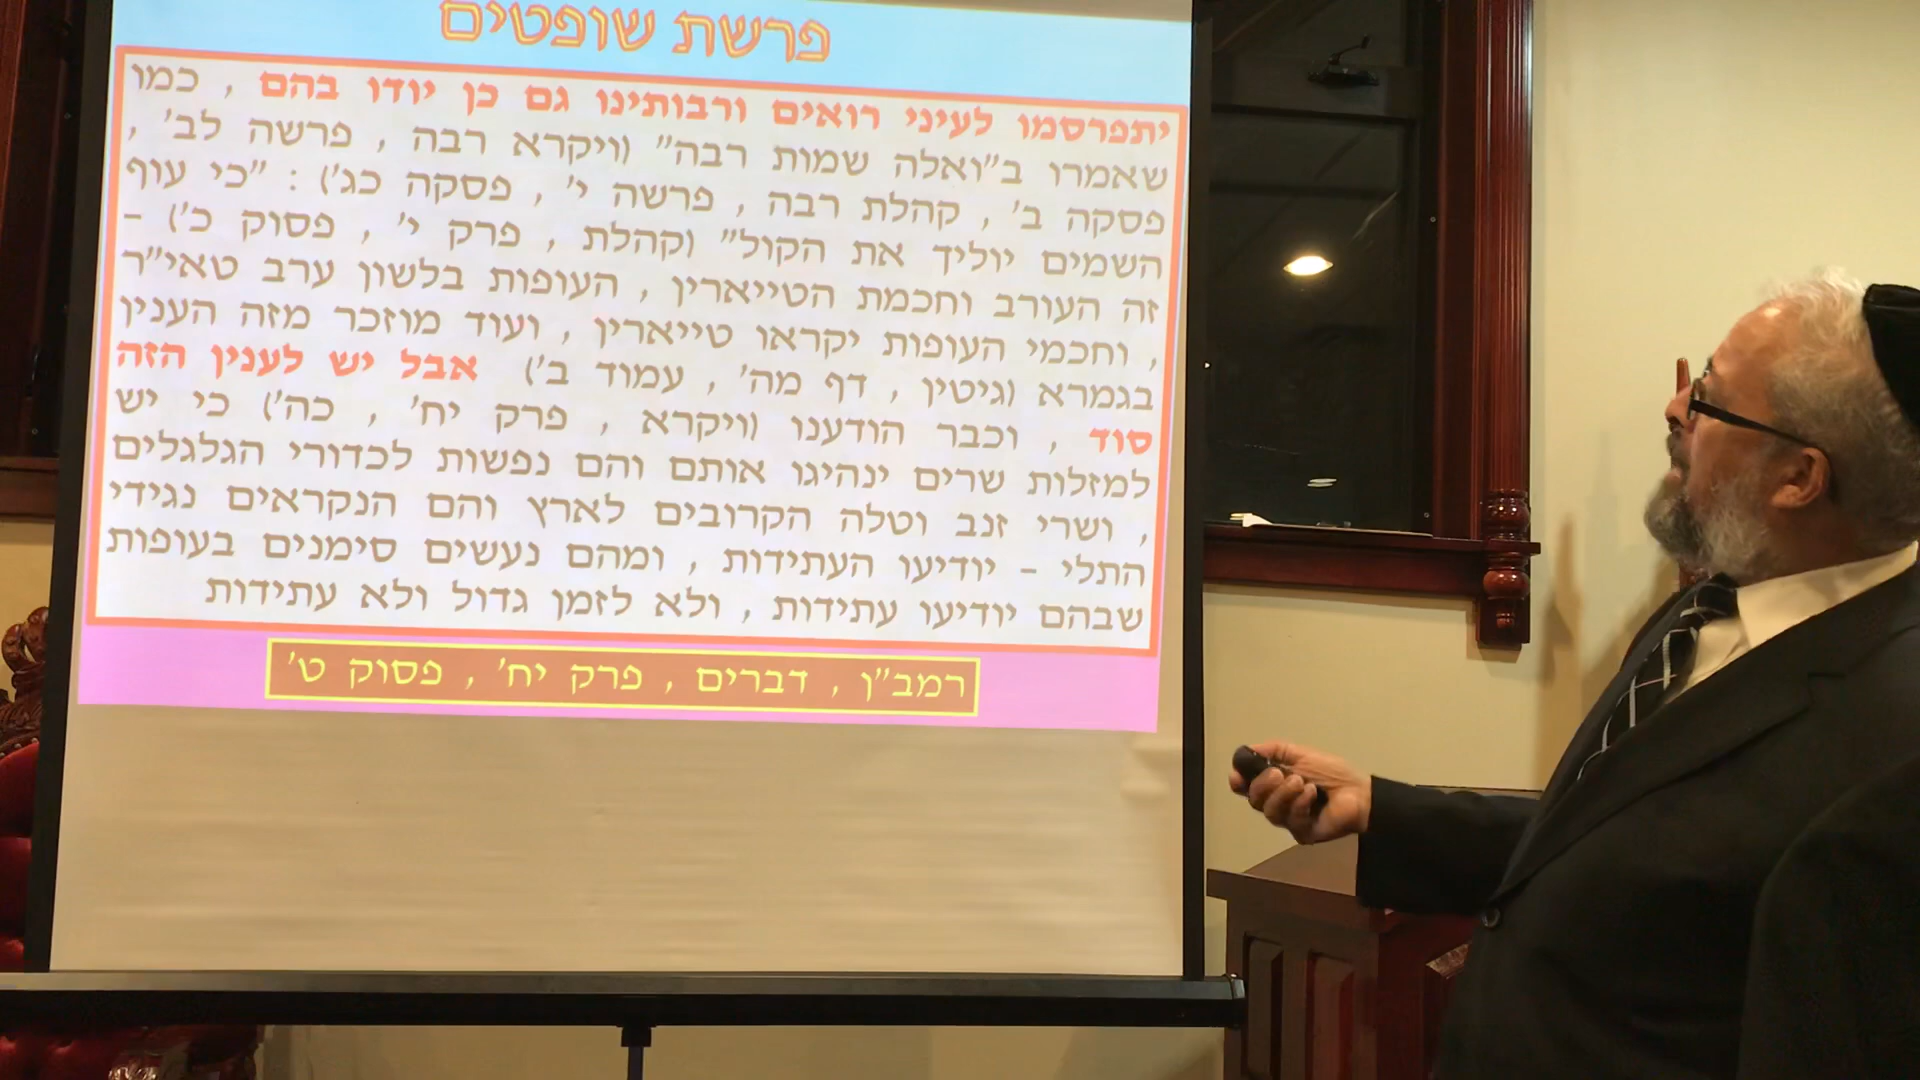 פרשת שופטים
יתפרסמו לעיני רואים ורבותינו גם כן יודו בהם , כמו
שאמרו ב"ואלה שמות רבה" (ויקרא רבה , פרשה לב' ,
פסקה ב' , קהלת רבה , פרשה י' , פסקה כג') : "כי עוף
השמים יוליך את הקול" (קהלת , פרק י' , פסוק כ') -
זה העורב וחכמת הטייארין , העופות בלשון ערב טאי"ר
, וחכמי העופות יקראו טייארין , ועוד מוזכר מזה הענין
בגמרא (גיטין , דף מה' , עמוד ב') אבל יש לענין הזה
סוד , וכבר הודענו (ויקרא , פרק יח' , כה') כי יש
למזלות שרים ינהיגו אותם והם נפשות לכדורי הגלגלים
, ושרי זנב וטלה הקרובים לארץ והם הנקראים נגידי
התלי - יודיעו העתידות , ומהם נעשים סימנים בעופות
שבהם יודיעו עתידות , ולא לזמן גדול ולא עתידות
רמב"ן , דברים , פרק יח' , פסוק ט'